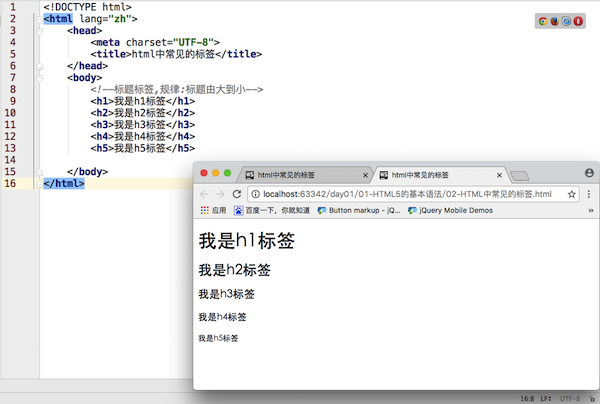 1 <!DOCTYPE html>
2 <html lang="zh">
3 <head>
4 <meta charset="UTF-8">
5 <title>html中常见的标签</title>
6 </head>
7 <body>
8 <!--标题标签,规律:标题由大到小-->
9 <h1>我是h1标签</h1>
10 <h2>我是h2标签</h2>
11 <h3>我是h3标签</h3>
12 <h4>我是h4标签</h4>
13 <h5>我是h5标签</h5>
14
15 </body>
16 </html>
html中常见的标签 html中常见的标签
localhost:63342/day01/01-HTML5的基本语法/02-HTML中常见的标签.html
应用 百度一下，你就知道 Button markup - jQ... jQuery Mobile Demos »
我是h1标签
我是h2标签
我是h3标签
我是h4标签
我是h5标签
16:8 LF÷ UTF-8